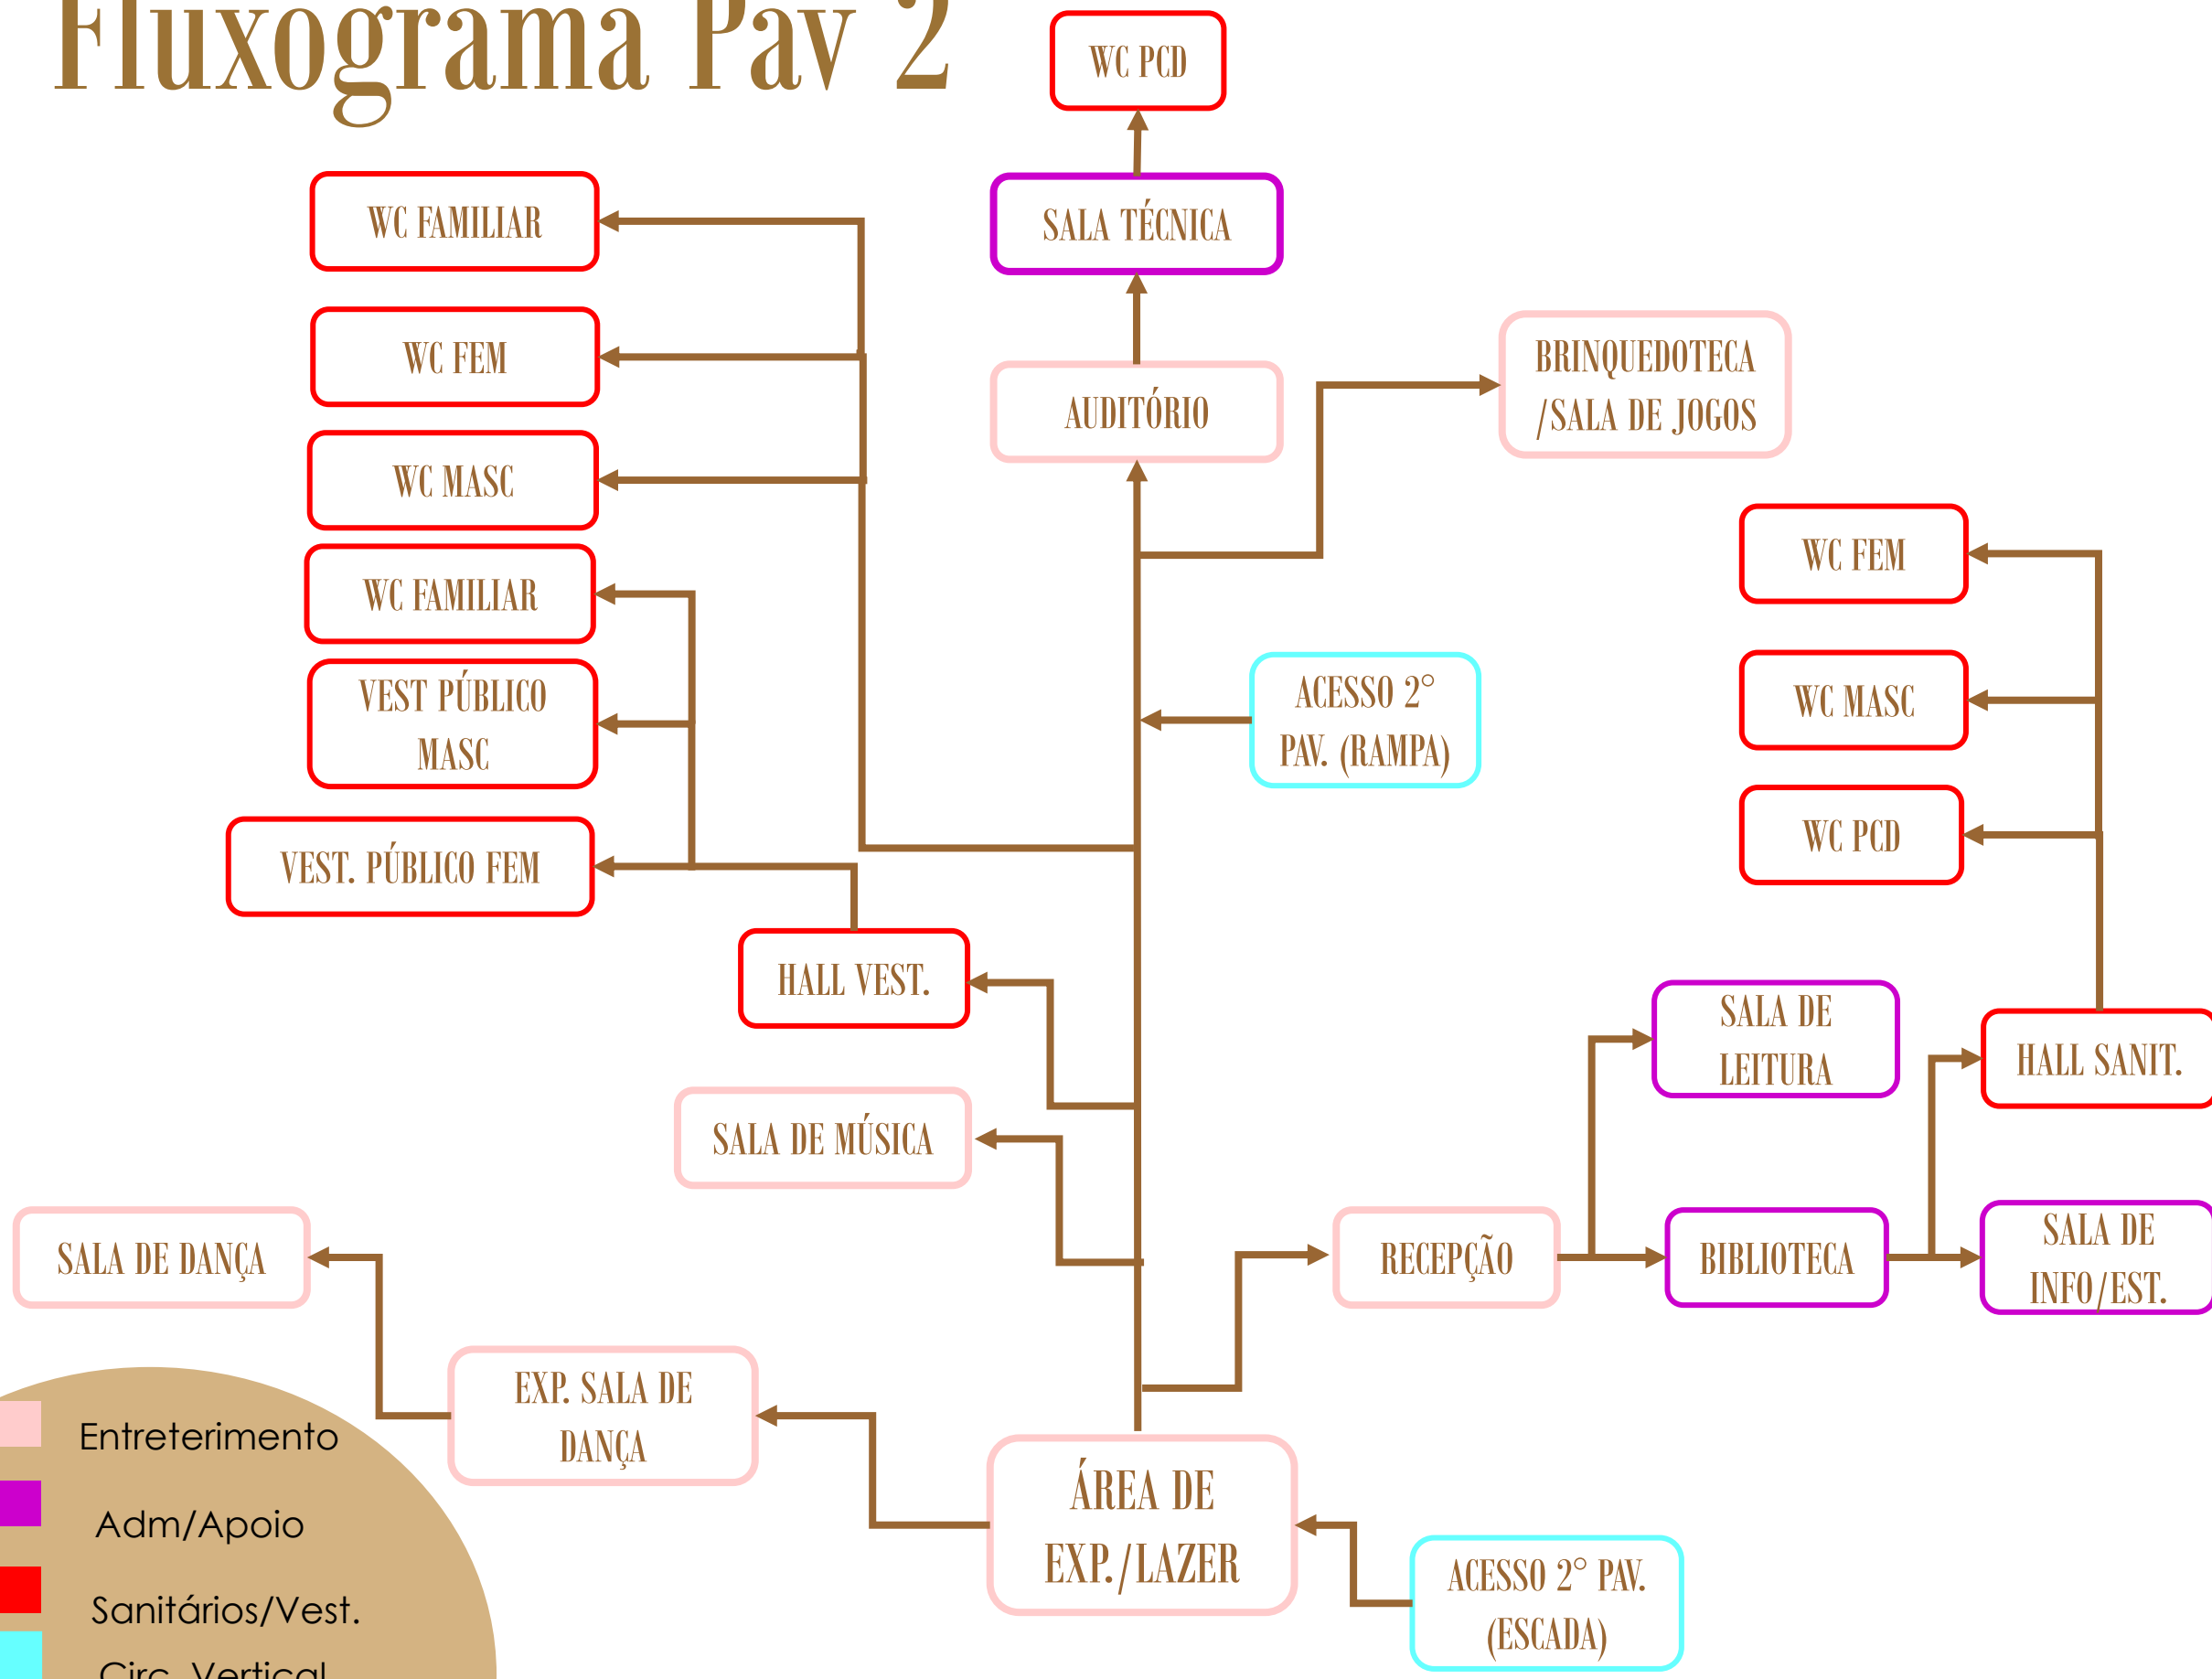 Fluxograma Pav 2
WC PCD
WC FAMILIAR
SALA TÉCNICA
WC FEM
BRINQUEDOTECA
/SALA DE JOGOS
AUDITÓRIO
WC MASC
WC FEM
WC FAMILIAR
VEST PÚBLICO
MASC
ACESSO 2°
PAV. (RAMPA)
WC MASC
WC PCD
VEST. PÚBLICO FEM
HALL VEST.
SALA DE
LEITURA
HALL SANIT.
SALA DE MÚSICA
SALA DE DANÇA
RECEPÇÃO
BIBLIOTECA
SALA DE
INFO/EST.
EXP. SALA DE
DANÇA
ÁREA DE
EXP./LAZER
ACESSO 2° PAV.
(ESCADA)
Entreterimento
Adm/Apoio
Sanitários/Vest.
Circ. Vertical